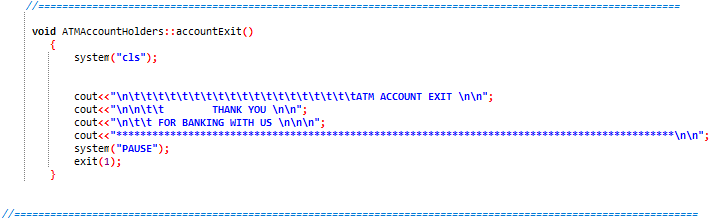 //===========================================================================================================
void ATMAccountHolders::accountExit()
{
system("cls");
cout<<"\n\t\t\t\t\t\t\t\t\t\t\t\t\t\t\t\t\t\t\tATM ACCOUNT EXIT \n\n";
cout<<"\n\n\t\t        THANK YOU \n\n";
cout<<"\n\t\t FOR BANKING WITH US \n\n\n";
cout<<"*********************************************************************************************\n\n";
system("PAUSE");
exit(1);
}
//==================================================================================================================